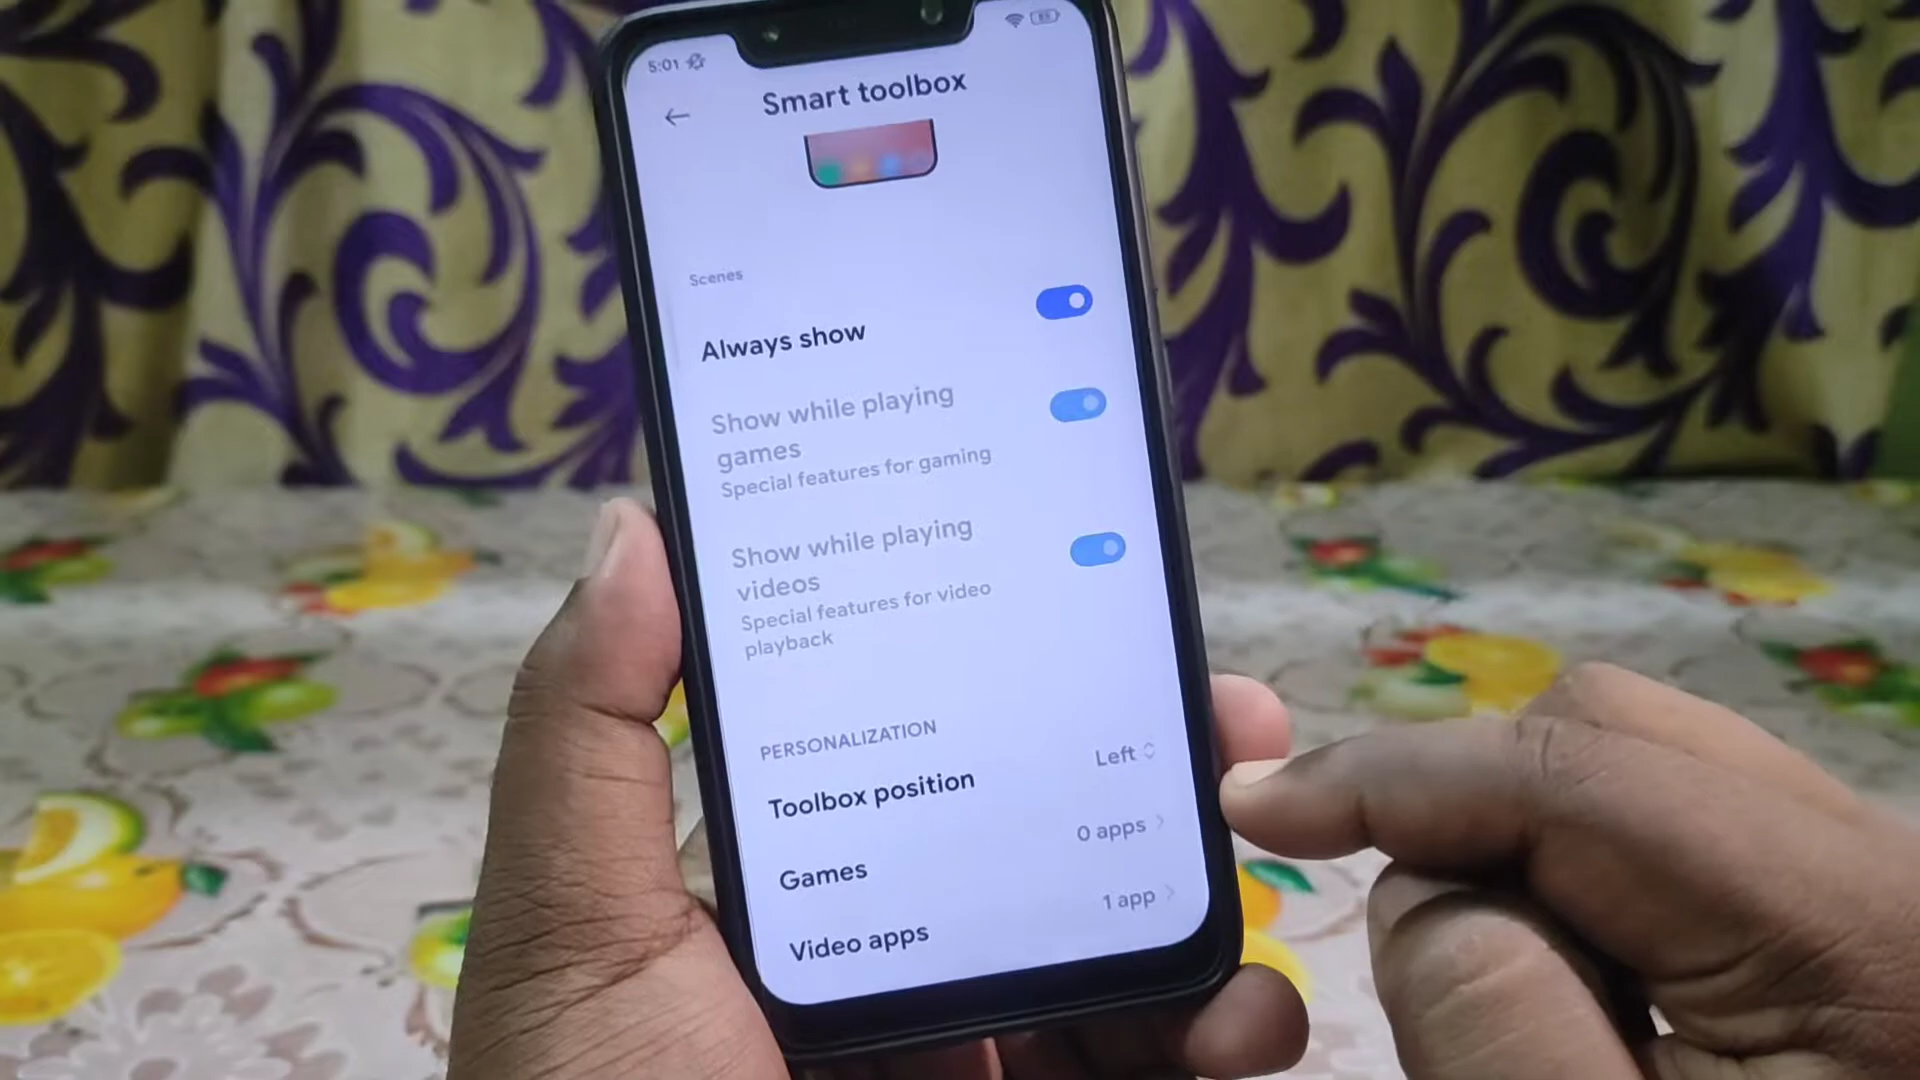 5:01
85
Smart toolbox
Scenes
Always show
Show while playing
games
Special features for gaming
Show while playing
videos
Special features for video
playback
PERSONALIZATION
Toolbox position
Left
Games
0 apps
Video apps
1 app